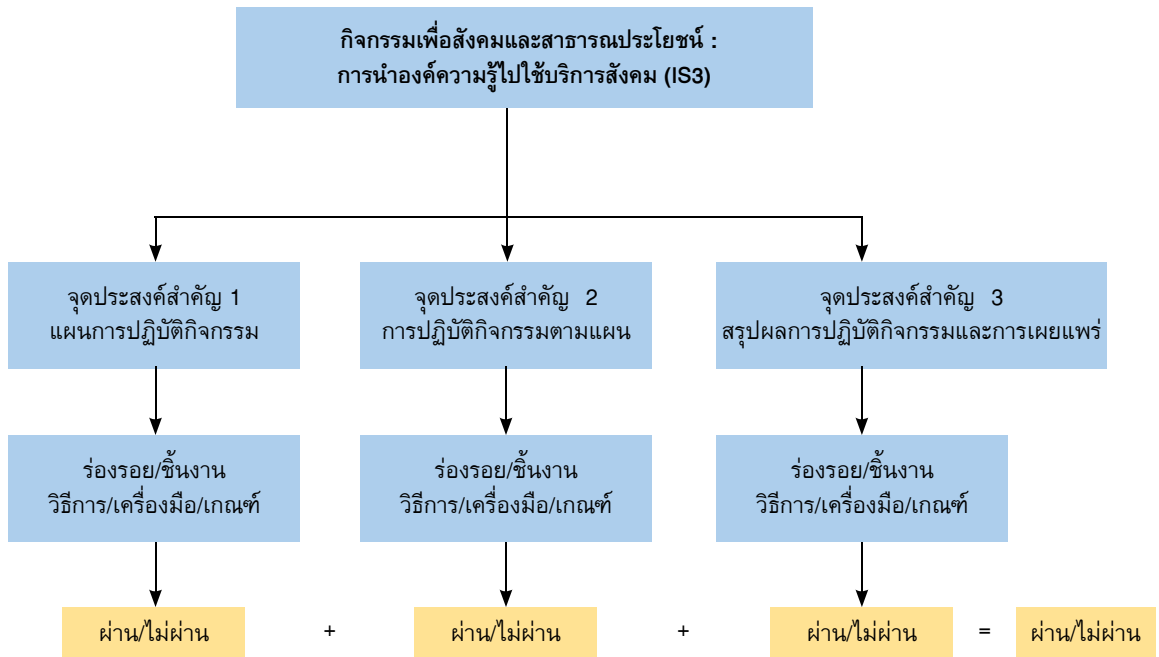 กิจกรรมเพื่อสังคมและสาธารณประโยชน์ :
การนำองค์ความรู้ไปใช้บริการสังคม (IS3)
จุดประสงค์สำคัญ 1
แผนการปฏิบัติกิจกรรม
จุดประสงค์สำคัญ 2
การปฏิบัติกิจกรรมตามแผน
จุดประสงค์สำคัญ 3
สรุปผลการปฏิบัติกิจกรรมและการเผยแพร่
ร่องรอย/ชิ้นงาน
วิธีการ/เครื่องมือ/เกณฑ์
ร่องรอย/ชิ้นงาน
วิธีการ/เครื่องมือ/เกณฑ์
ร่องรอย/ชิ้นงาน
วิธีการ/เครื่องมือ/เกณฑ์
ผ่าน/ไม่ผ่าน + ผ่าน/ไม่ผ่าน + ผ่าน/ไม่ผ่าน = ผ่าน/ไม่ผ่าน